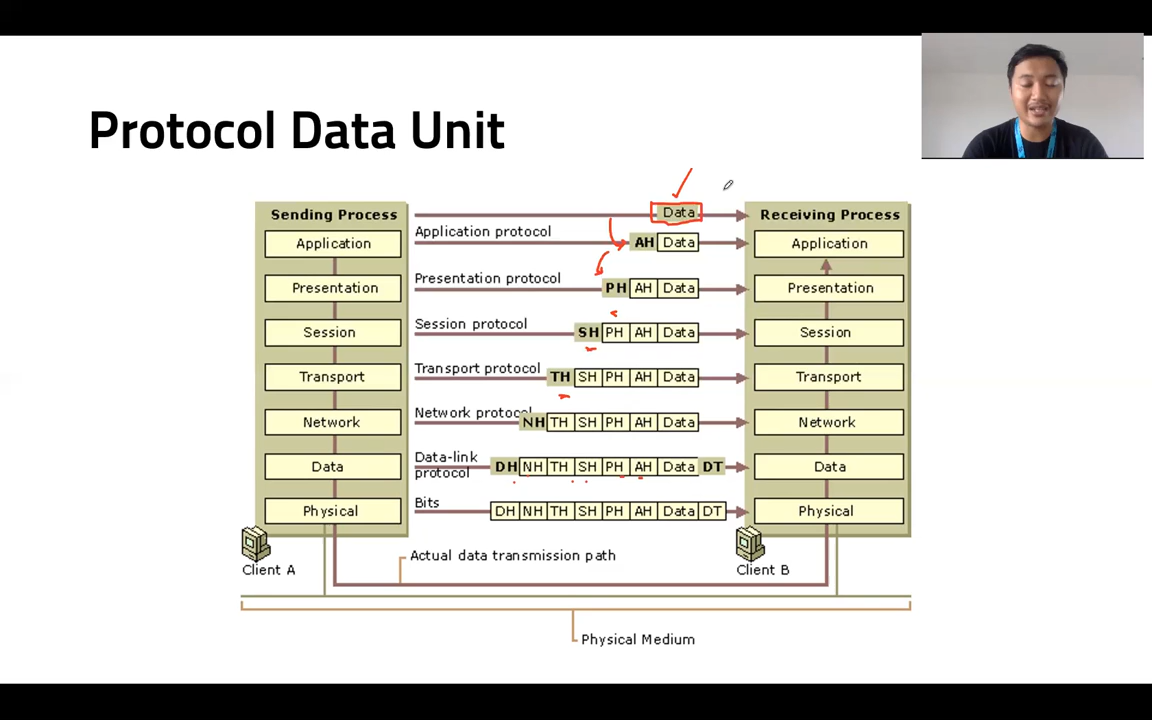 Protocol Data Unit
Sending Process
Data
Receiving Process
Application
Application protocol
AH Data
Application
Presentation
Presentation protocol
PH AH Data
Presentation
Session
Session protocol
SH PH AH Data
Session
Transport
Transport protocol
TH SH PH AH Data
Transport
Network
Network protocol
NH TH SH PH AH Data
Network
Data
Data-link
protocol
DH NH TH SH PH AH Data DT
Data
Physical
Bits
DH NH TH SH PH AH Data DT
Physical
Client A
Actual data transmission path
Client B
Physical Medium